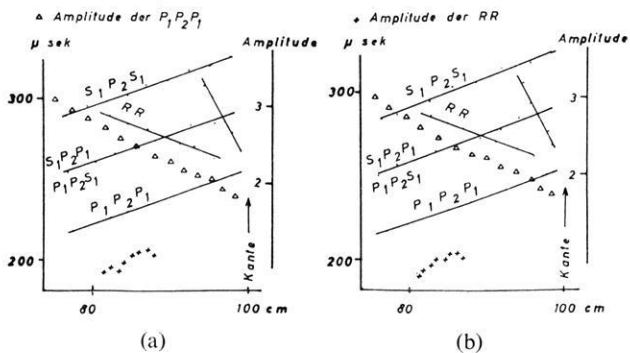 △ Amplitude der P₁P₂P₁
+ Amplitude der RR
μ sek
Amplitude
S₁P₂S₁
300
3
RR
S₁P₂P₁
P₁P₂S₁
2
P₁P₂P₁
Kante
200
80
100 cm
(a)
μ sek
Amplitude
S₁P₂S₁
300
3
RR
S₁P₂P₁
P₁P₂S₁
2
P₁P₂P₁
Kante
200
80
100 cm
(b)